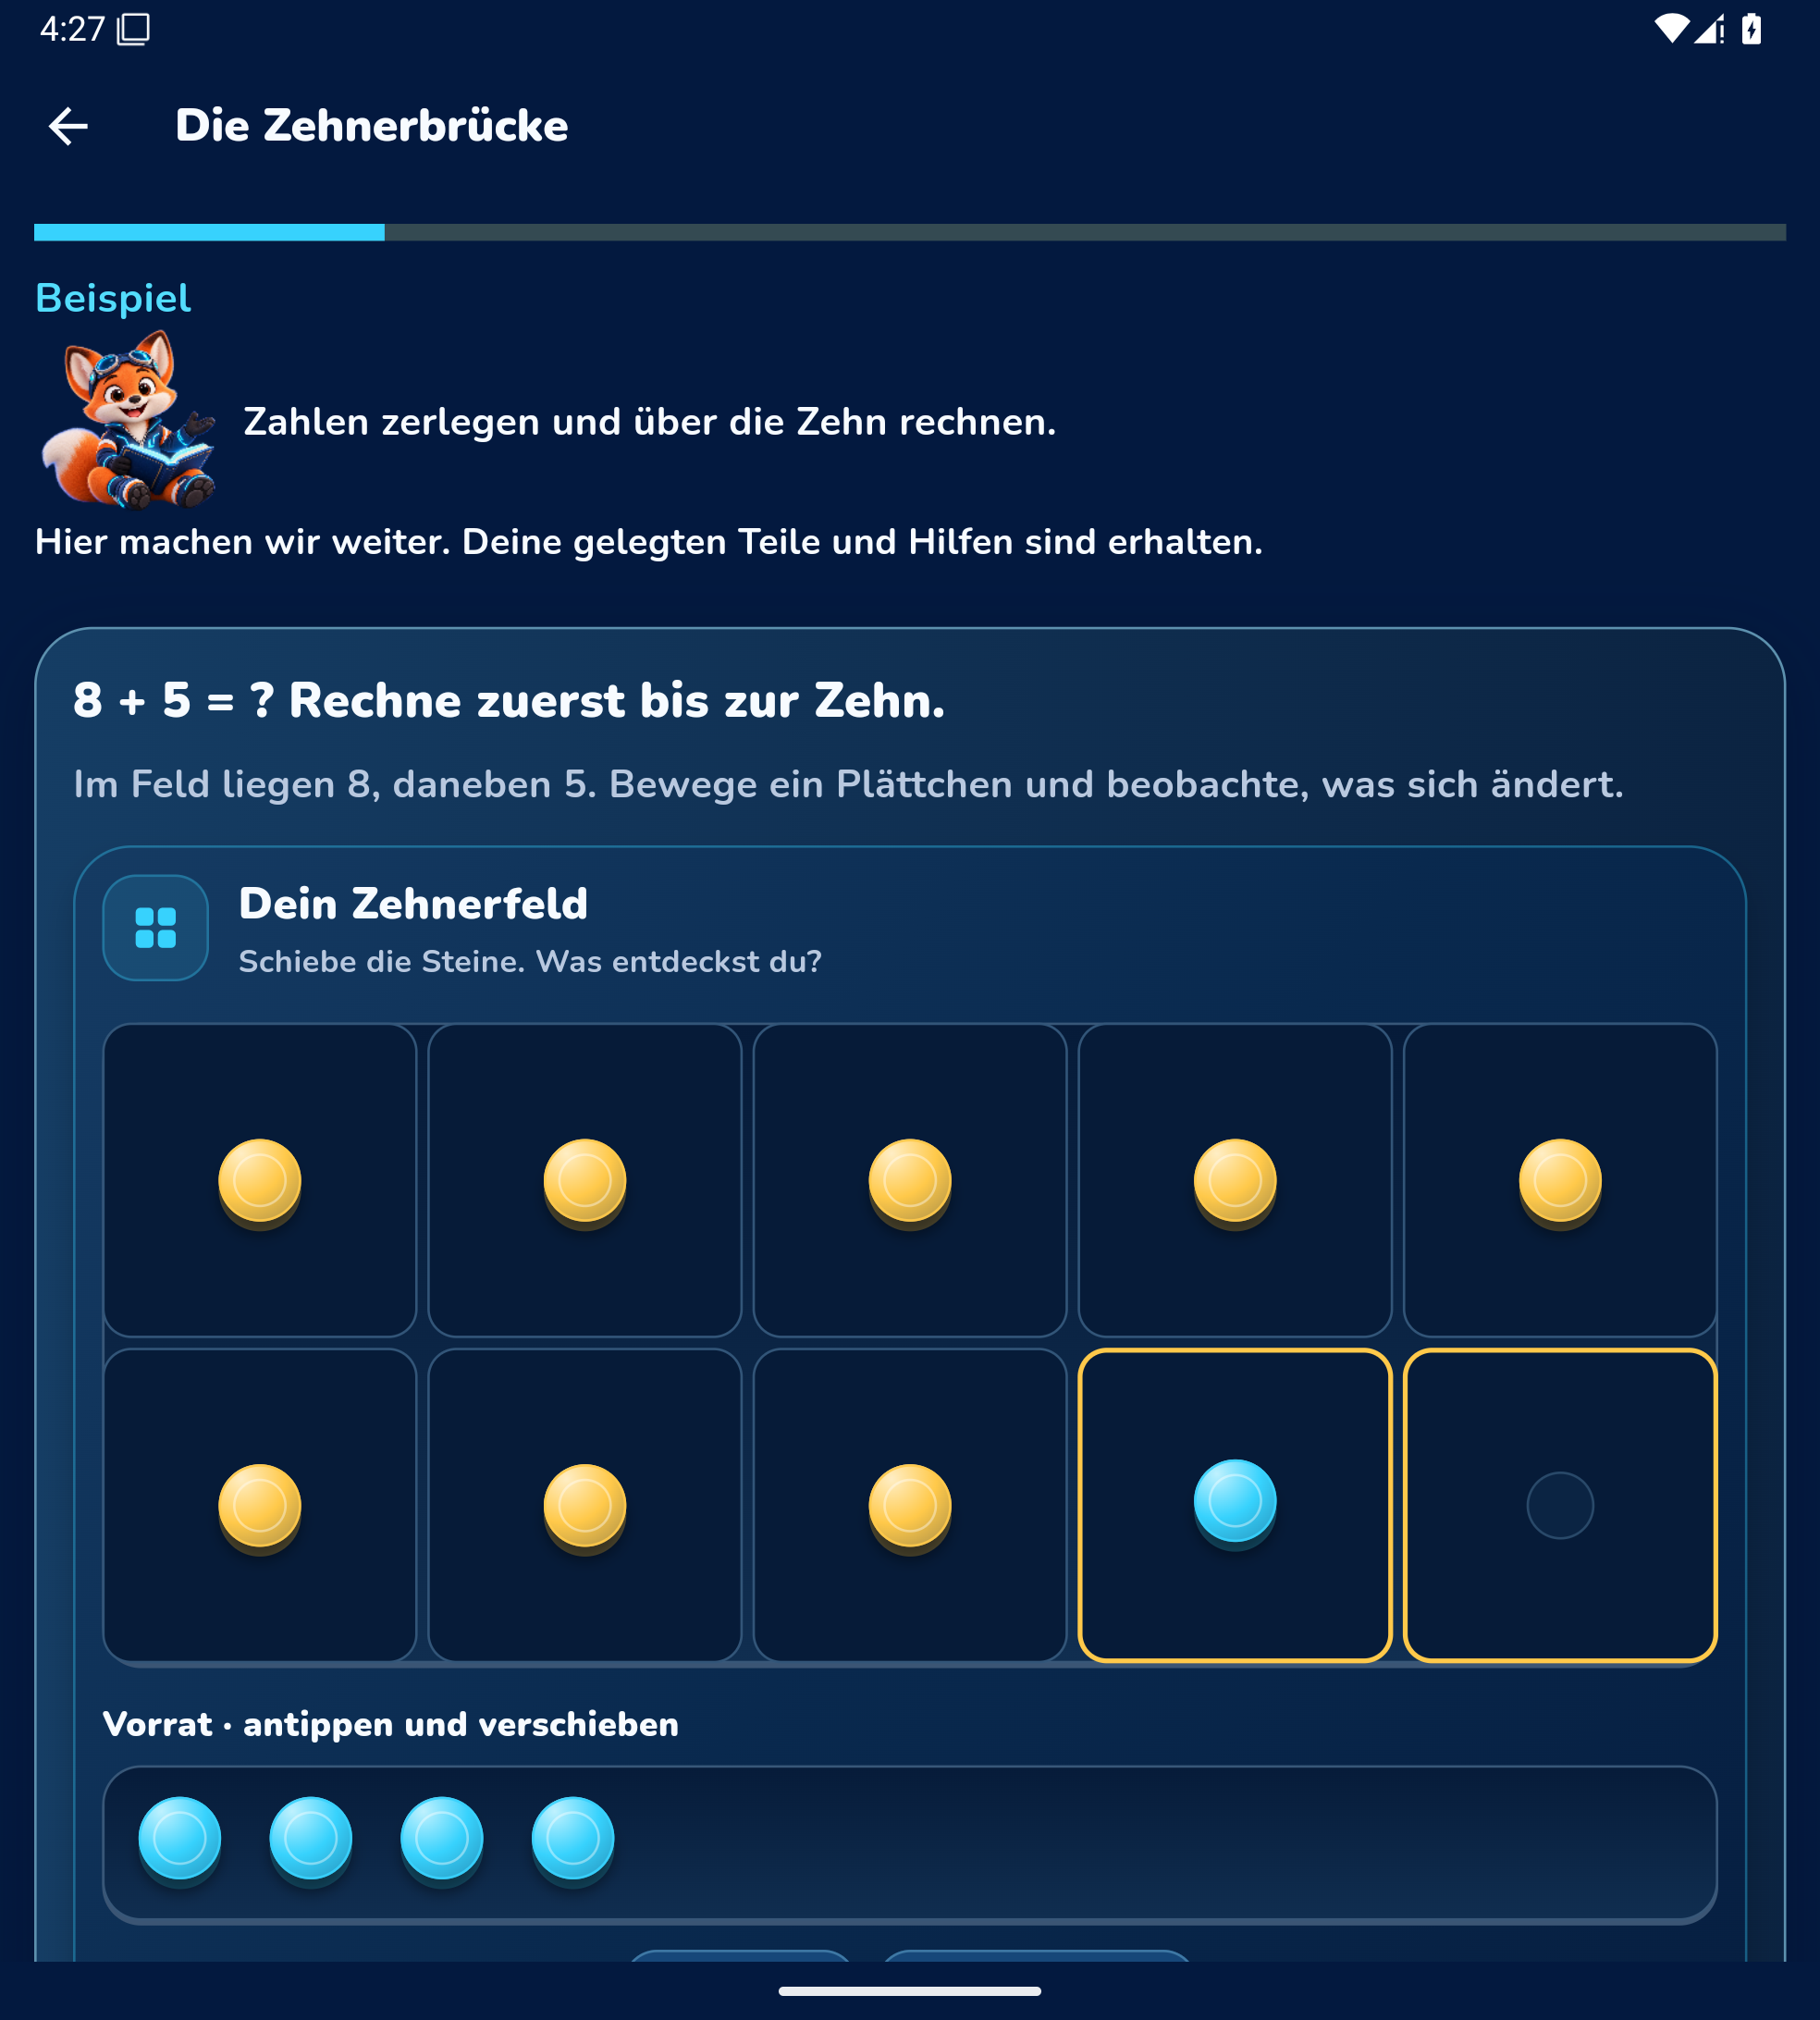 4:27
Die Zehnerbrücke
Beispiel
Zahlen zerlegen und über die Zehn rechnen.
Hier machen wir weiter. Deine gelegten Teile und Hilfen sind erhalten.
8 + 5 = ? Rechne zuerst bis zur Zehn.
Im Feld liegen 8, daneben 5. Bewege ein Plättchen und beobachte, was sich ändert.
Dein Zehnerfeld
Schiebe die Steine. Was entdeckst du?
Vorrat · antippen und verschieben